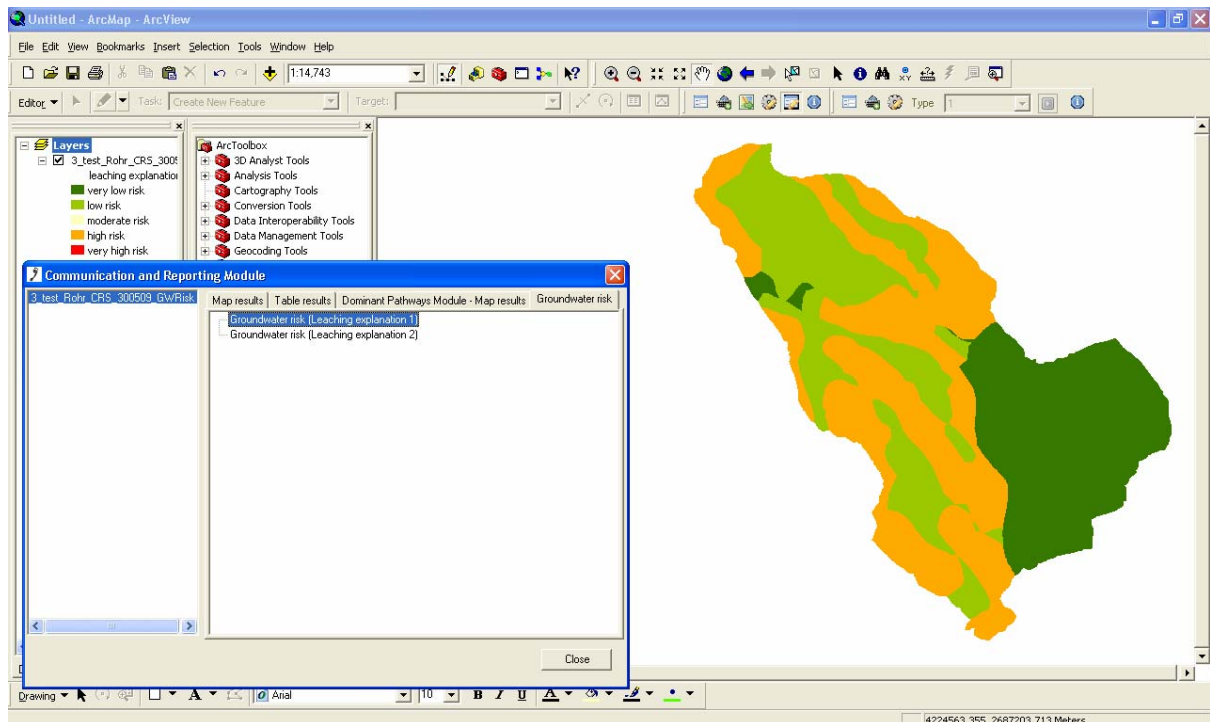 Untitled - ArcMap - ArcView
File Edit View Bookmarks Insert Selection Tools Window Help
1:14,743
Editor Task: Create New Feature Target: Type 1
Layers
3_test_Rohr_CRS_3005
leaching explanation
very low risk
low risk
moderate risk
high risk
very high risk
ArcToolbox
3D Analyst Tools
Analysis Tools
Cartography Tools
Conversion Tools
Data Interoperability Tools
Data Management Tools
Geocoding Tools
Communication and Reporting Module
3_test_Rohr_CRS_300509_GWRisk
Map results Table results Dominant Pathways Module - Map results Groundwater risk
Groundwater risk (Leaching explanation 1)
Groundwater risk (Leaching explanation 2)
Close
Drawing A Arial 10 B I U A
4224563,355 2687203,713 Meters